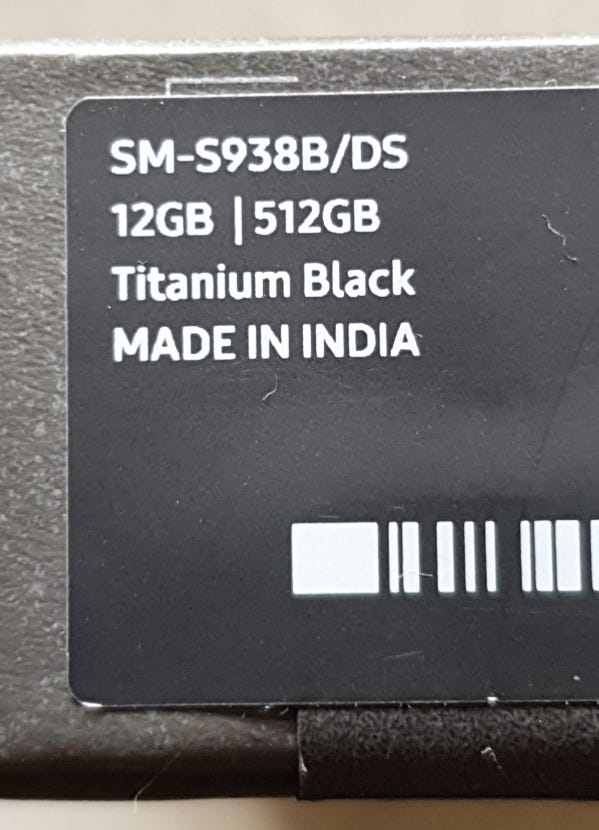 SM-S938B/DS
12GB | 512GB
Titanium Black
MADE IN INDIA